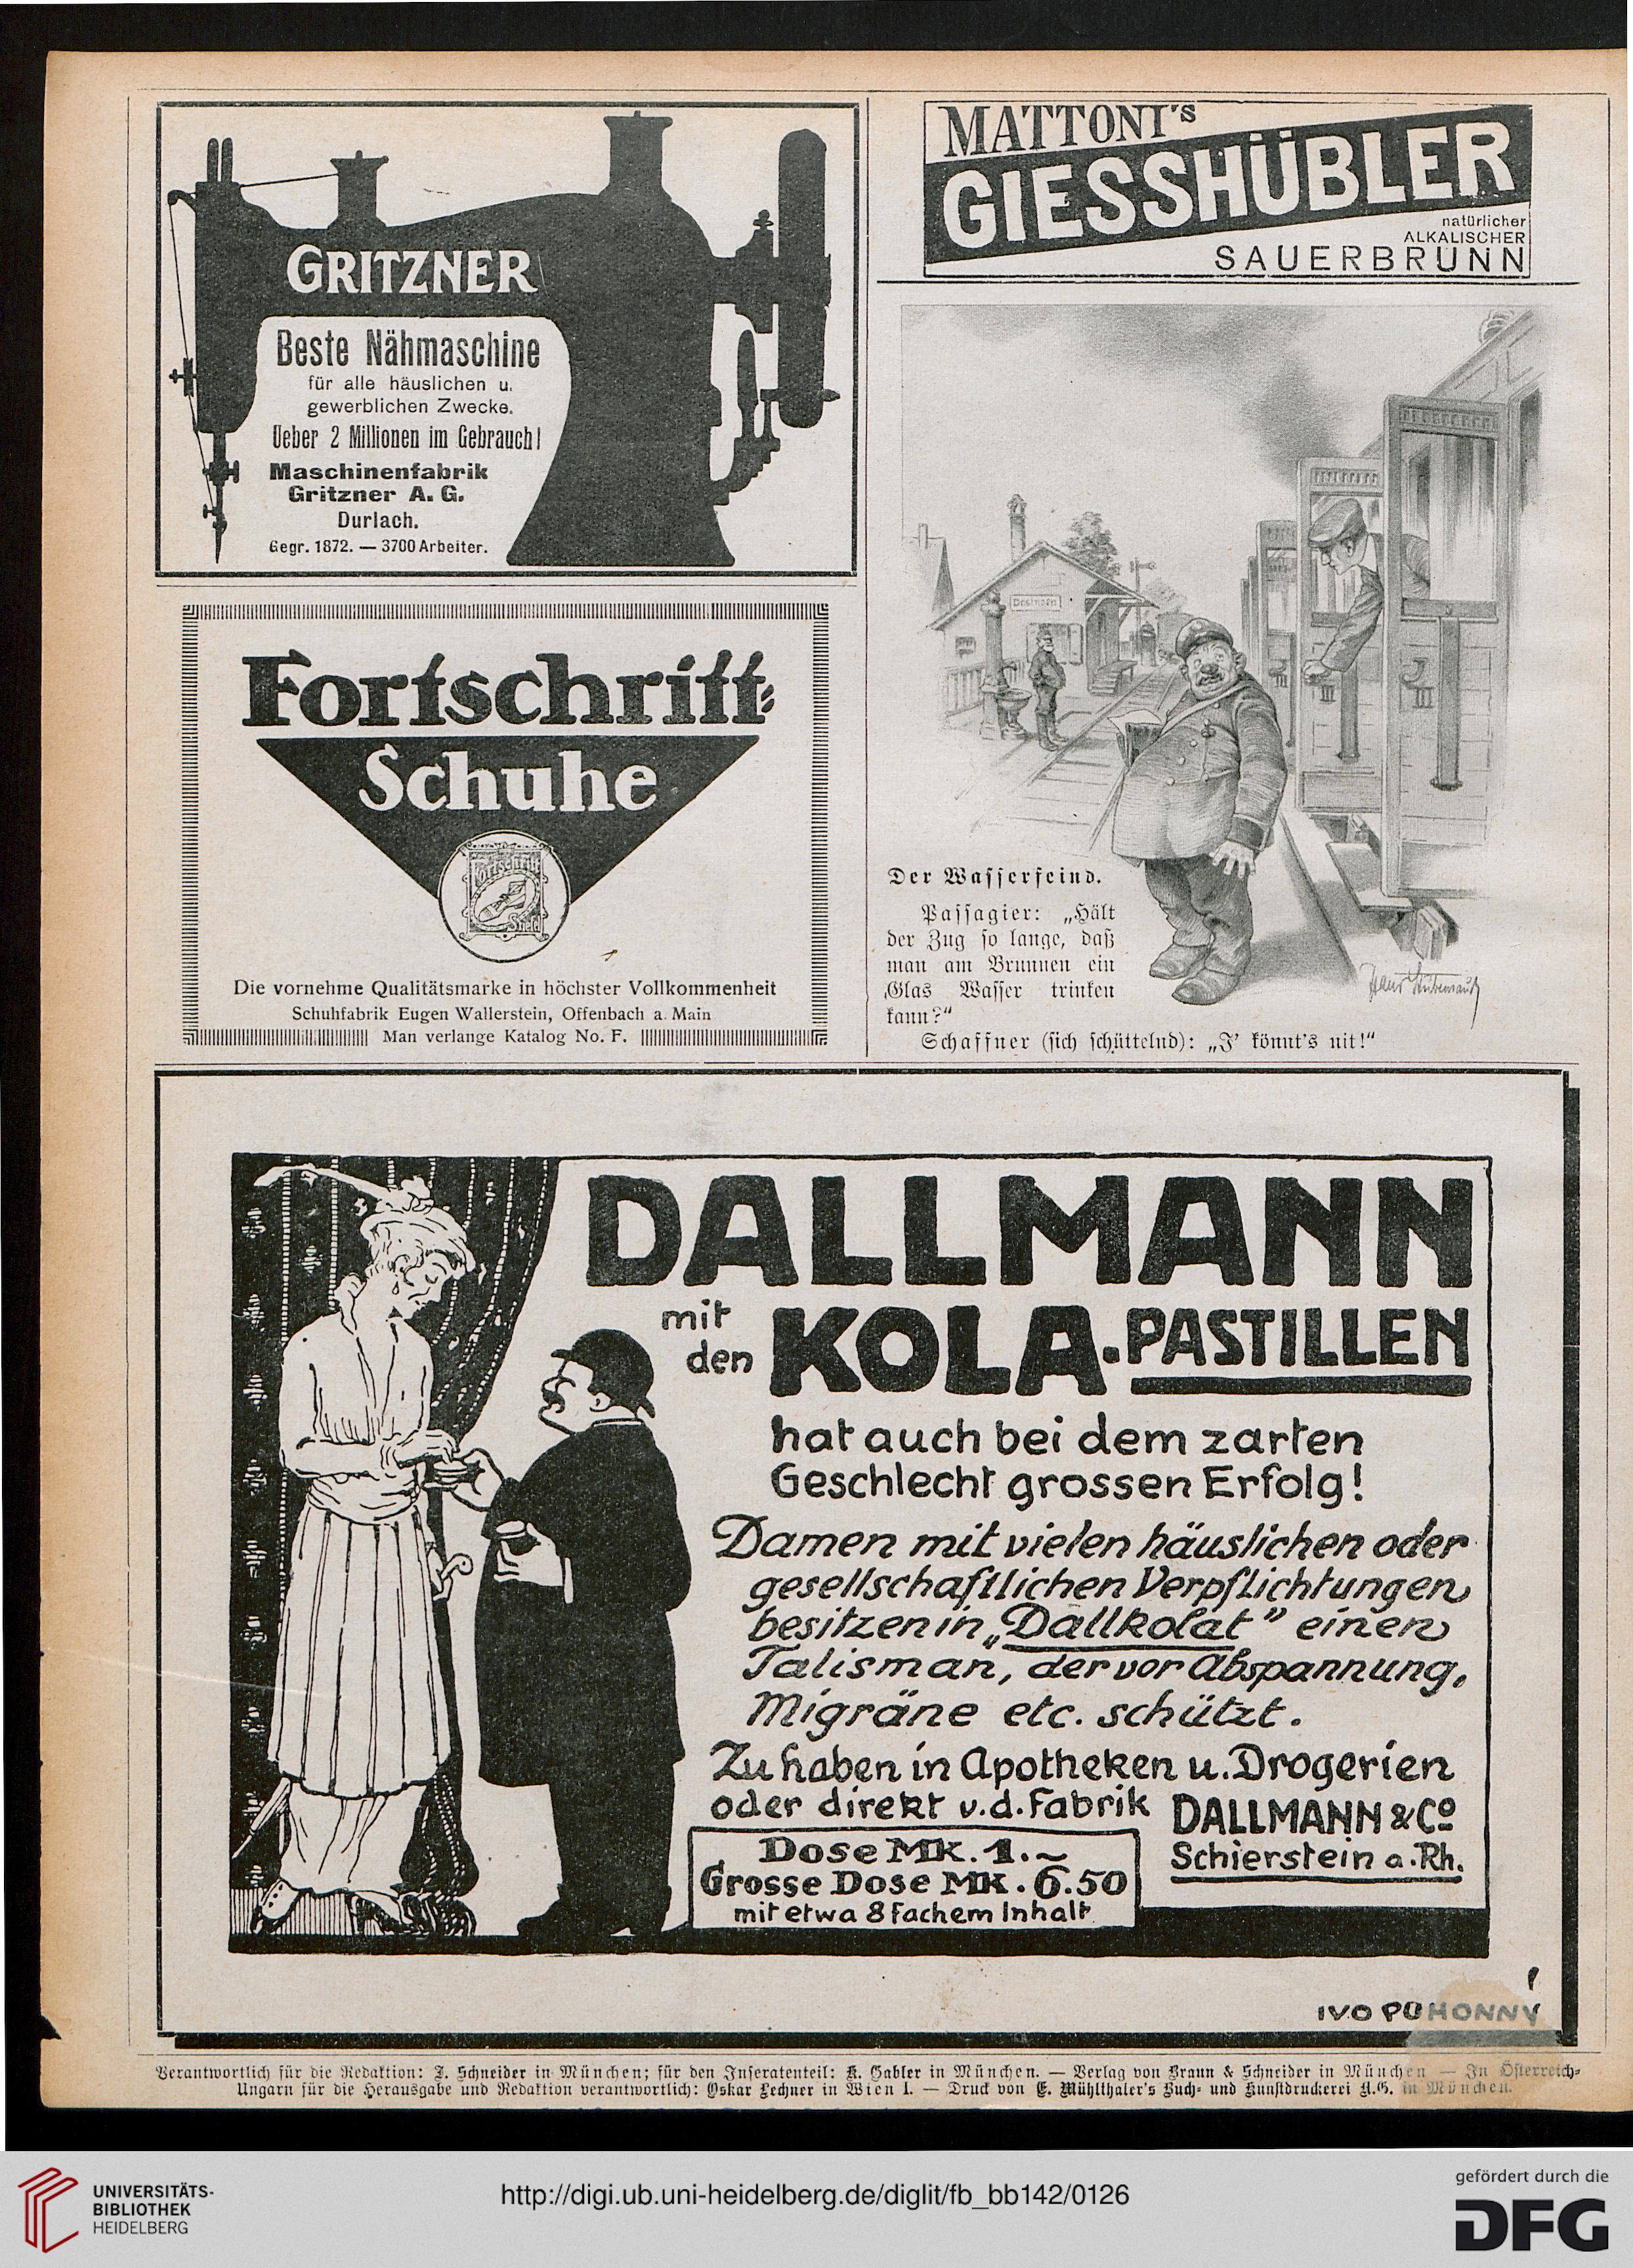 GRITZNER
Beste Nähmaschine
für alle häuslichen u.
gewerblichen Zwecke.
Ueber 2 Millionen im Gebrauch!
Maschinenfabrik
Gritzner A. G.
Durlach.
Gegr. 1872. — 3700 Arbeiter.
Fortschritt-
Schuhe
Fortschritt
Stiefel
Die vornehme Qualitätsmarke in höchster Vollkommenheit
Schuhfabrik Eugen Wallerstein, Offenbach a. Main
Man verlange Katalog No. F.
MATTONI's
GIESSHÜBLER
natürlicher
ALKALISCHER
SAUERBRUNN
Der Wasserfeind.
Passagier: „Hält
der Zug so lange, daß
man am Brunnen ein
Glas Wasser trinken
kann?"
Schaffner (sich schüttelnd): „I' könnt's nit!"
DALLMANN
mit
den KOLA-PASTILLEN
hat auch bei dem zarten
Geschlecht grossen Erfolg!
Damen mit vielen häuslichen oder
gesellschaftlichen Verpflichtungen
besitzen in „Dallkolat" einen
Talisman, der vor Abspannung,
Migräne etc. schützt.
Zu haben in Apotheken u. Drogerien
oder direkt v. d. Fabrik DALLMANN & Co
Schierstein a. Rh.
Dose Mk. 1.~
Grosse Dose Mk. 6.50
mit etwa 8 fachem Inhalt
IVO PUHONNY
Verantwortlich für die Redaktion: J. Schneider in München; für den Inseratenteil: K. Gabler in München. — Verlag von Braun & Schneider in München — In Österreich-
Ungarn für die Herausgabe und Redaktion verantwortlich: Oskar Lechner in Wien I. — Druck von E. Mühlthaler's Buch- und Kunstdruckerei A.G. in München.
UNIVERSITÄTS-
BIBLIOTHEK
HEIDELBERG
http://digi.ub.uni-heidelberg.de/diglit/fb_bb142/0126
gefördert durch die
DFG